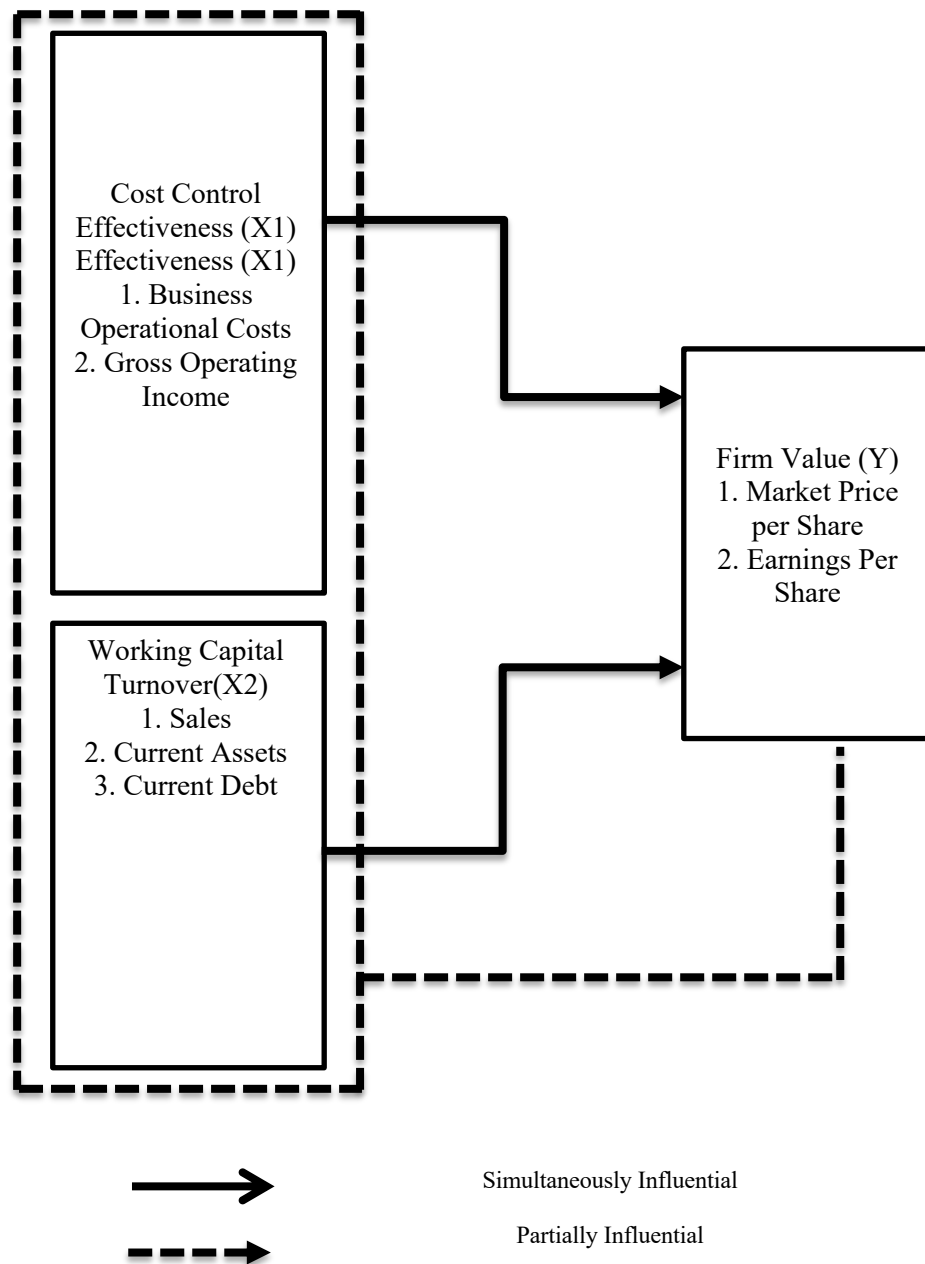 Cost Control
Effectiveness (X1)
Effectiveness (X1)
1. Business
Operational Costs
2. Gross Operating
Income
Working Capital
Turnover(X2)
1. Sales
2. Current Assets
3. Current Debt
Firm Value (Y)
1. Market Price
per Share
2. Earnings Per
Share
Simultaneously Influential
Partially Influential